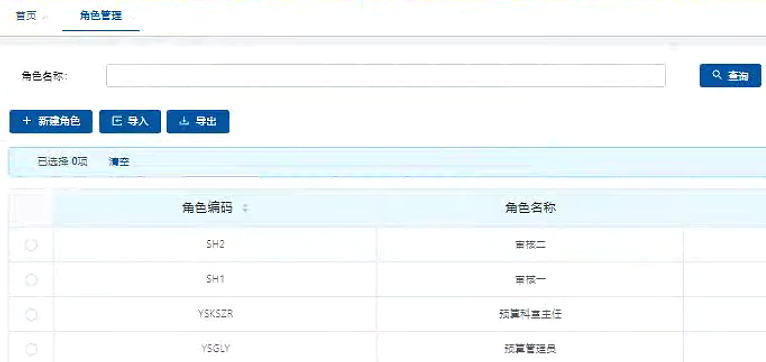 首页 角色管理
角色名称: 查询
新建角色 导入 导出
已选择 0项 清空
角色编码 角色名称
SH2 审核二
SH1 审核一
YSKSZR 预算科室主任
YSGLY 预算管理员